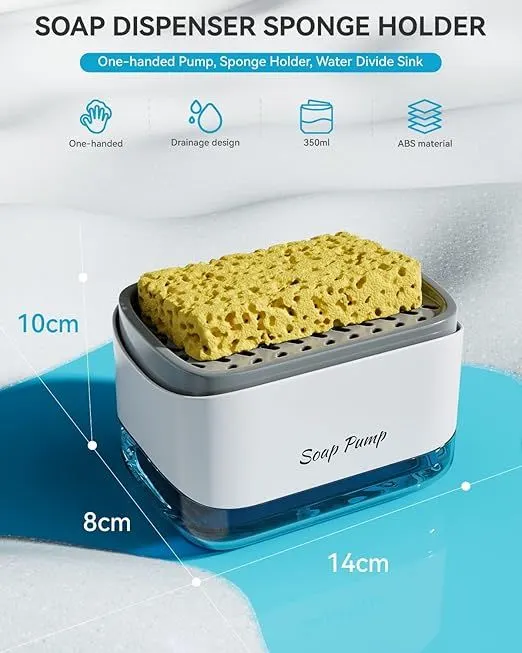 SOAP DISPENSER SPONGE HOLDER
One-handed Pump, Sponge Holder, Water Divide Sink
One-handed
Drainage design
350ml
ABS material
10cm
Soap Pump
8cm
14cm